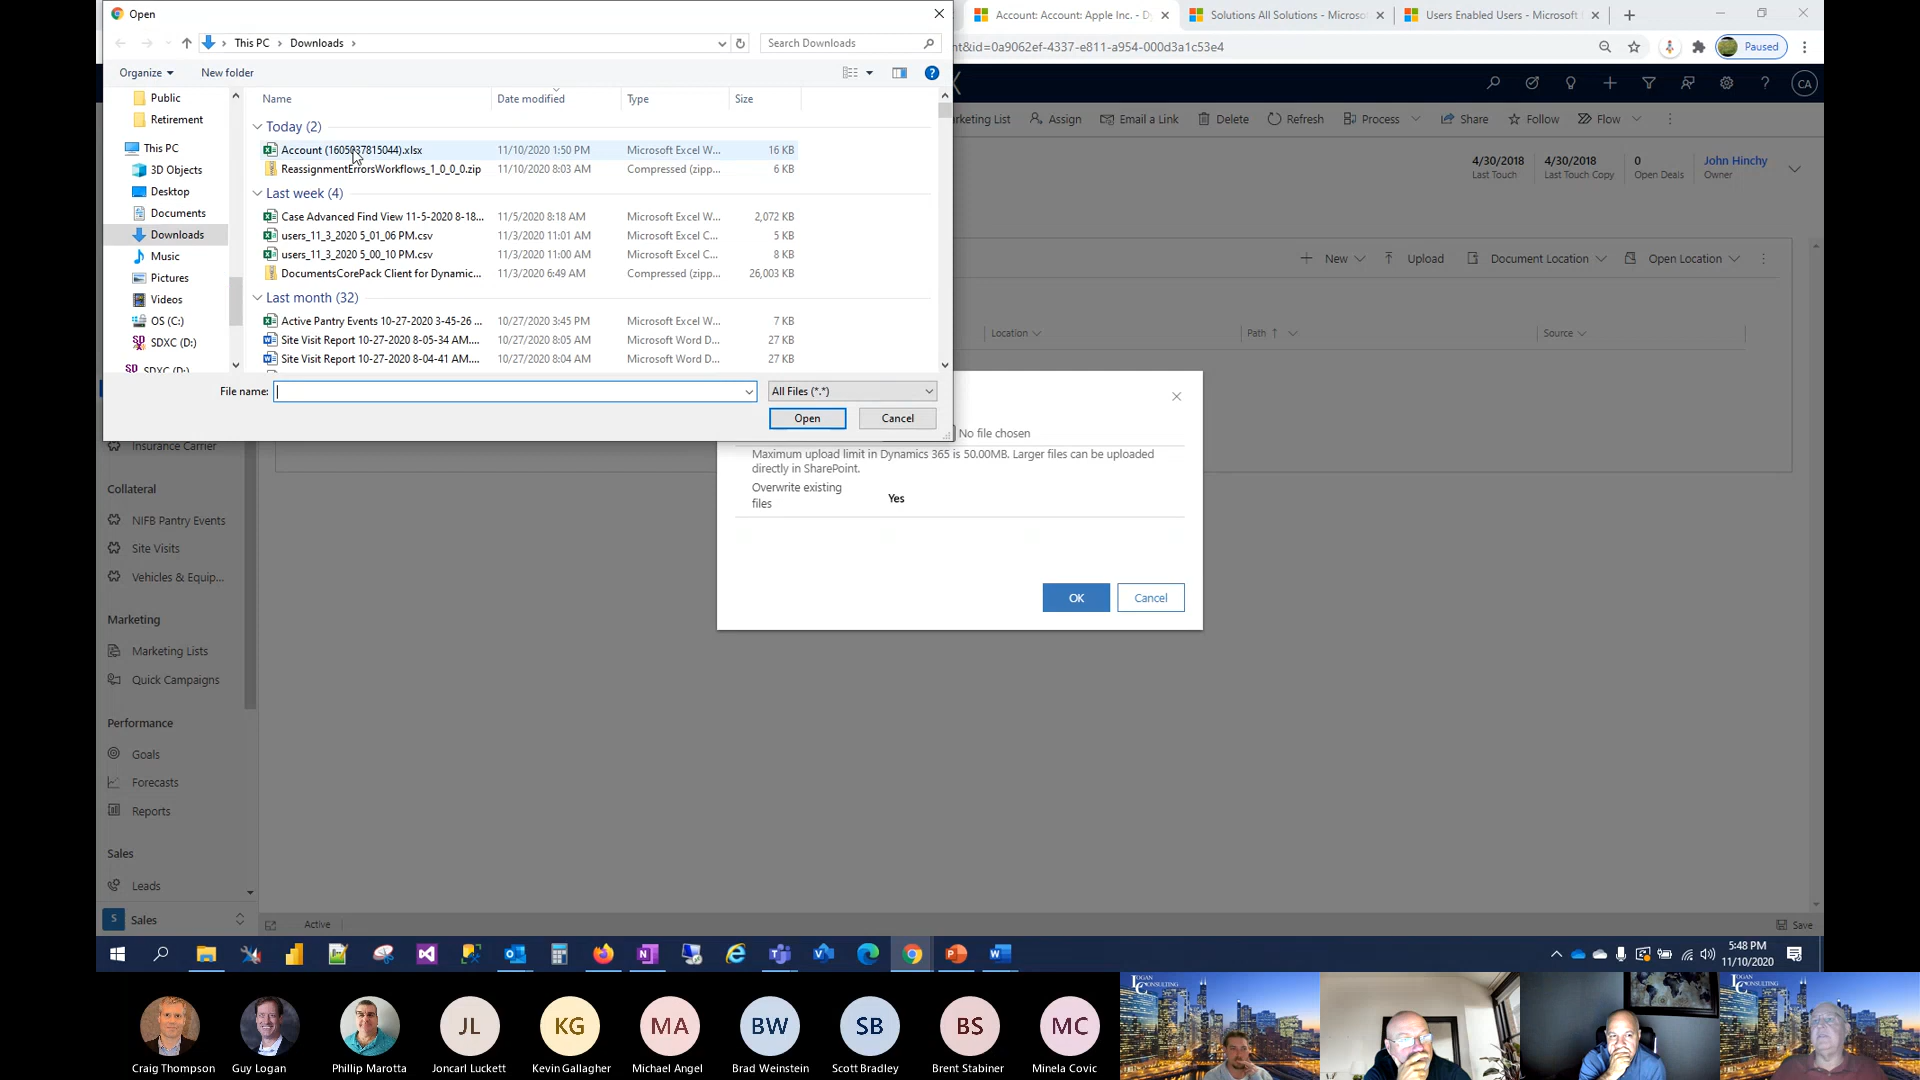 Open
Account: Account: Apple Inc. - D
Solutions All Solutions - Microso
Users Enabled Users - Microsoft
This PC
Downloads
Search Downloads
nt&id=0a9062ef-4337-e811-a954-000d3a1c53e4
Paused
Organize
New folder
CA
Public
Retirement
This PC
3D Objects
Desktop
Documents
Downloads
Music
Pictures
Videos
OS (C:)
SDXC (D:)
SDXC (D:)
Name Date modified Type Size
Today (2)
Account (1605037815044).xlsx 11/10/2020 1:50 PM Microsoft Excel W... 16 KB
ReassignmentErrorsWorkflows_1_0_0_0.zip 11/10/2020 8:03 AM Compressed (zipp... 6 KB
Last week (4)
Case Advanced Find View 11-5-2020 8-18... 11/5/2020 8:18 AM Microsoft Excel W... 2,072 KB
users_11_3_2020 5_01_06 PM.csv 11/3/2020 11:01 AM Microsoft Excel C... 5 KB
users_11_3_2020 5_00_10 PM.csv 11/3/2020 11:00 AM Microsoft Excel C... 8 KB
DocumentsCorePack Client for Dynamic... 11/3/2020 6:49 AM Compressed (zipp... 26,003 KB
Last month (32)
Active Pantry Events 10-27-2020 3-45-26 ... 10/27/2020 3:45 PM Microsoft Excel W... 7 KB
Site Visit Report 10-27-2020 8-05-34 AM.... 10/27/2020 8:05 AM Microsoft Word D... 27 KB
Site Visit Report 10-27-2020 8-04-41 AM.... 10/27/2020 8:04 AM Microsoft Word D... 27 KB
File name:
All Files (*.*)
Open
Cancel
arketing List Assign Email a Link Delete Refresh Process Share Follow Flow
4/30/2018 4/30/2018 0 John Hinchy
Last Touch Last Touch Copy Open Deals Owner
New Upload Document Location Open Location
Location Path Source
No file chosen
Maximum upload limit in Dynamics 365 is 50.00MB. Larger files can be uploaded
directly in SharePoint.
Overwrite existing
files
Yes
OK
Cancel
Insurance Carrier
Collateral
NIFB Pantry Events
Site Visits
Vehicles & Equip...
Marketing
Marketing Lists
Quick Campaigns
Performance
Goals
Forecasts
Reports
Sales
Leads
S Sales
Active
Save
5:48 PM
11/10/2020
JL KG MA BW SB BS MC
Craig Thompson Guy Logan Phillip Marotta Joncarl Luckett Kevin Gallagher Michael Angel Brad Weinstein Scott Bradley Brent Stabiner Minela Covic
LOGAN
CONSULTING
LOGAN
CONSULTING